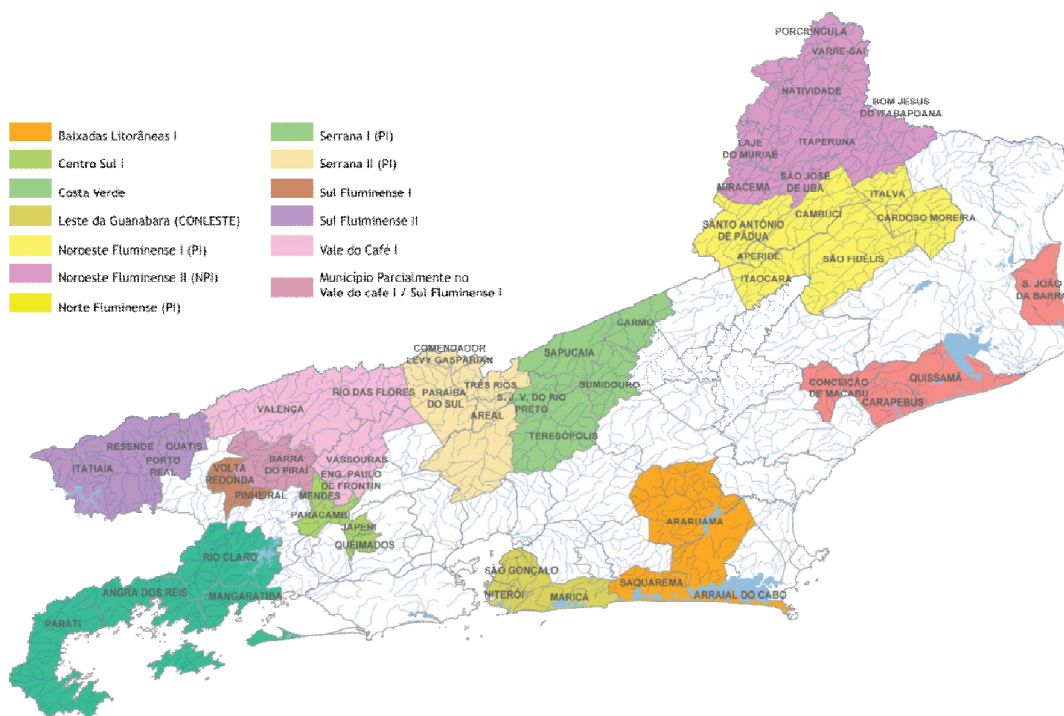 Baixadas Litorâneas I
Centro Sul I
Costa Verde
Leste da Guanabara (CONLESTE)
Noroeste Fluminense I (PI)
Noroeste Fluminense II (NPI)
Norte Fluminense (PI)
Serrana I (PI)
Serrana II (PI)
Sul Fluminense I
Sul Fluiminense II
Vale do Café I
Município Parcialmente no
Vale do cafe I / Sul Fluminense I
PORCIÚNCULA
VARRE-SAI
NATIVIDADE
BOM JESUS
DO ITABAPOANA
LAJE
DO MURIAÉ
ITAPERUNA
MIRACEMA
SÃO JOSÉ
DE UBÁ
ITALVA
CAMBUCI
CARDOSO MOREIRA
SANTO ANTÔNIO
DE PÁDUA
APERIBÉ
SÃO FIDÉLIS
ITAOCARA
S. JOÃO
DA BARRA
CARMO
SAPUCAIA
COMENDADOR
LEVY GASPARIAN
TRÊS RIOS
SUMIDOURO
PARAÍBA
DO SUL
S. J. V. DO RIO
PRETO
AREAL
TERESÓPOLIS
CONCEIÇÃO
DE MACABU
QUISSAMÃ
CARAPEBUS
RIO DAS FLORES
VALENÇA
RESENDE
QUATIS
ITATIAIA
PORTO
REAL
VOLTA
REDONDA
BARRA
DO PIRAÍ
VASSOURAS
ENG. PAULO
DE FRONTIN
PINHEIRAL
MENDES
PARACAMBI
JAPERI
QUEIMADOS
ARARUAMA
RIO CLARO
SÃO GONÇALO
SAQUAREMA
ANGRA DOS REIS
MANGARATIBA
NITERÓI
MARICÁ
ARRAIAL DO CABO
PARATI